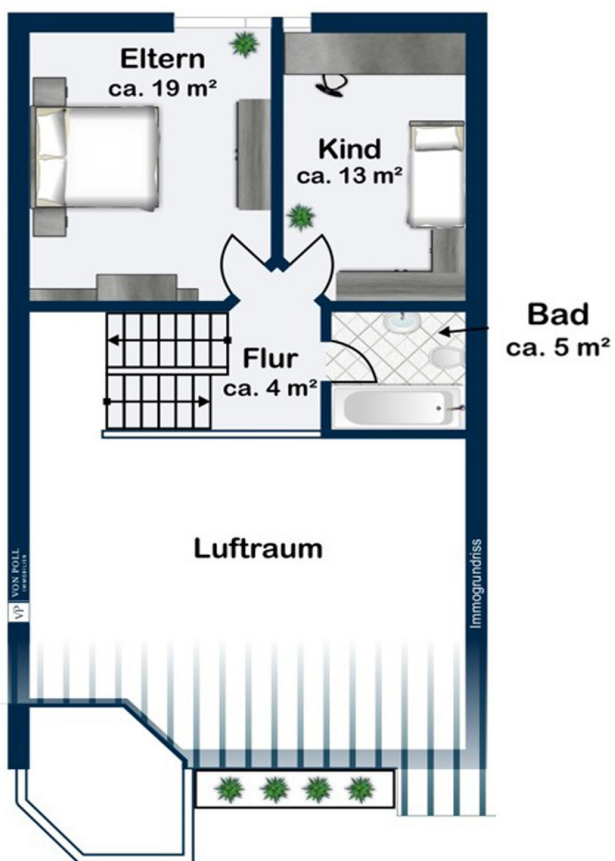 Eltern
ca. 19 m²
Kind
ca. 13 m²
Bad
ca. 5 m²
Flur
ca. 4 m²
Luftraum
VP VON POLL
IMMOBILIEN
Immogrundriss